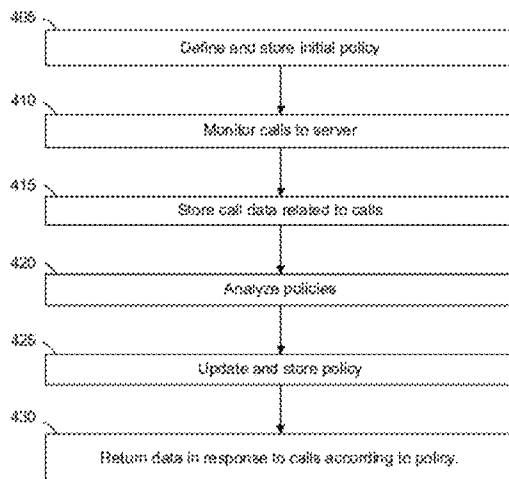 405
Define and store initial policy
410
Monitor calls to server
415
Store call data related to calls
420
Analyze policies
425
Update and store policy
430
Return data in response to calls according to policy.